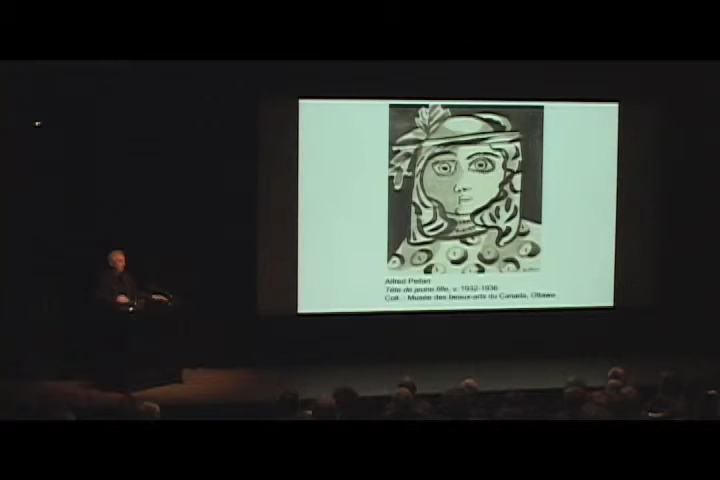 Alfred Pellan
Tête de jeune fille, v. 1932-1936
Coll. : Musée des beaux-arts du Canada, Ottawa